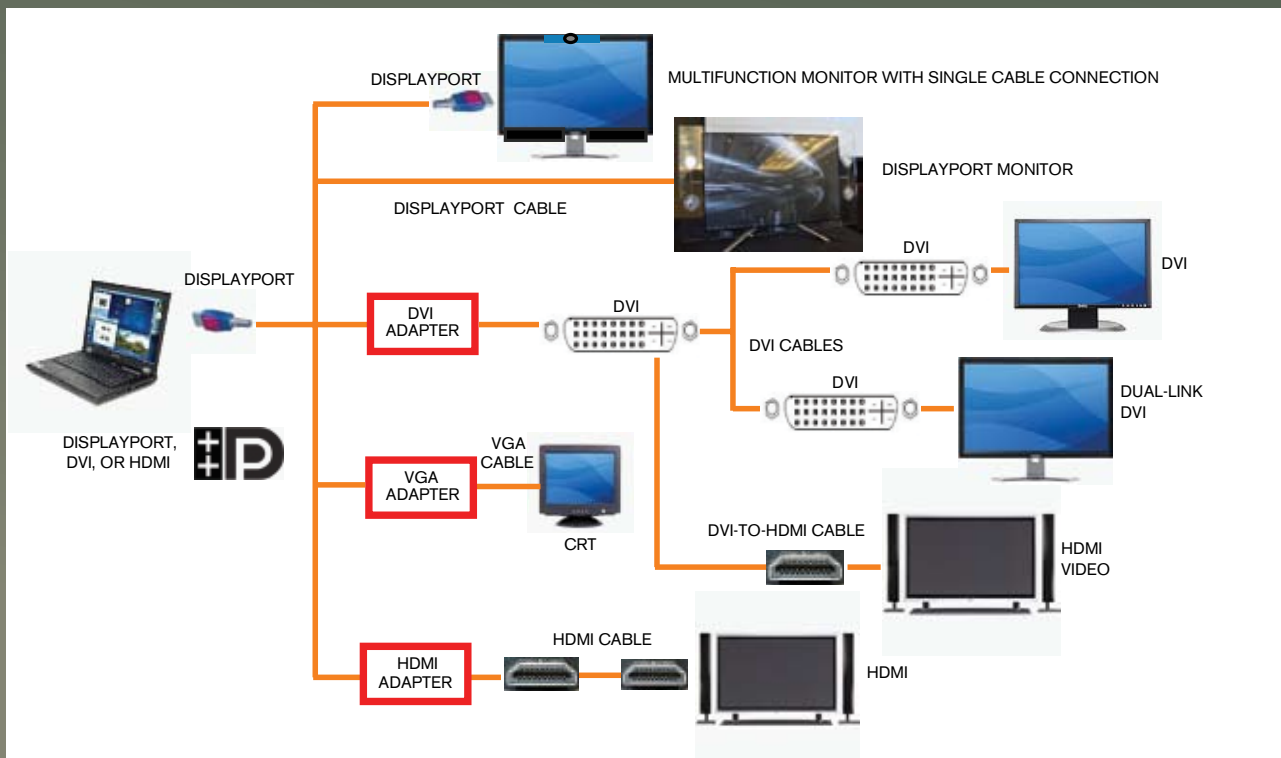 DISPLAYPORT
MULTIFUNCTION MONITOR WITH SINGLE CABLE CONNECTION
DISPLAYPORT MONITOR
DISPLAYPORT CABLE
DISPLAYPORT
DVI
DVI
DVI
ADAPTER
DVI
DVI CABLES
DVI
DUAL-LINK
DVI
DISPLAYPORT,
DVI, OR HDMI
VGA
ADAPTER
VGA
CABLE
CRT
DVI-TO-HDMI CABLE
HDMI
VIDEO
HDMI
ADAPTER
HDMI CABLE
HDMI